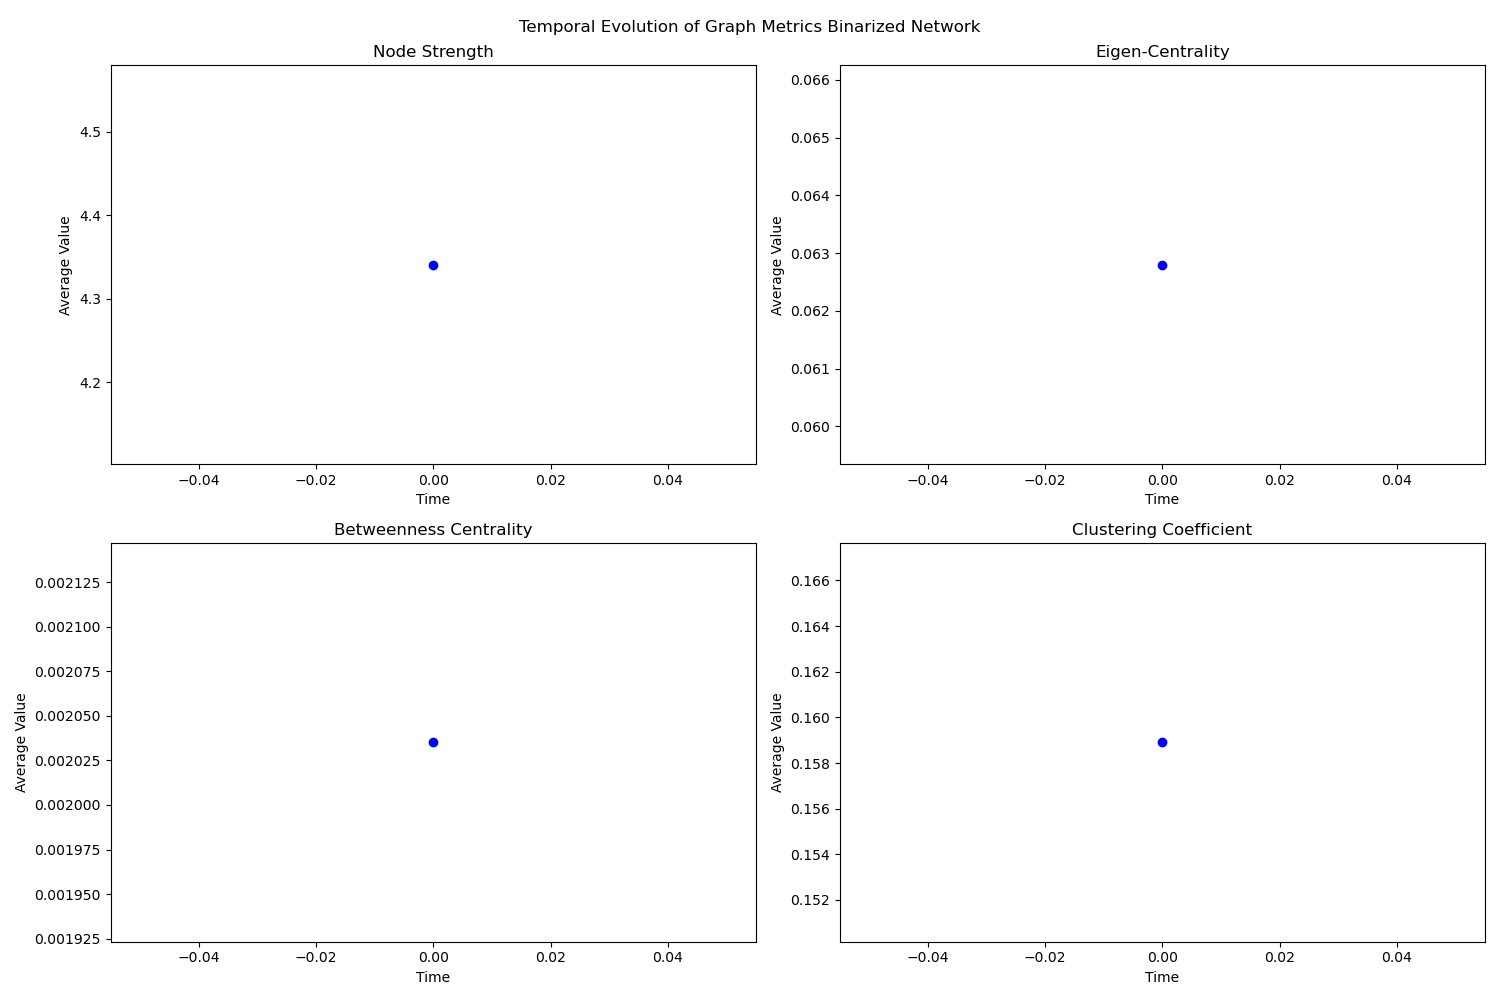 Temporal Evolution of Graph Metrics Binarized Network
Node Strength
Average Value
4.5
4.4
4.3
4.2
−0.04 −0.02 0.00 0.02 0.04
Time
Eigen-Centrality
Average Value
0.066
0.065
0.064
0.063
0.062
0.061
0.060
−0.04 −0.02 0.00 0.02 0.04
Time
Betweenness Centrality
Average Value
0.002125
0.002100
0.002075
0.002050
0.002025
0.002000
0.001975
0.001950
0.001925
−0.04 −0.02 0.00 0.02 0.04
Time
Clustering Coefficient
Average Value
0.166
0.164
0.162
0.160
0.158
0.156
0.154
0.152
−0.04 −0.02 0.00 0.02 0.04
Time